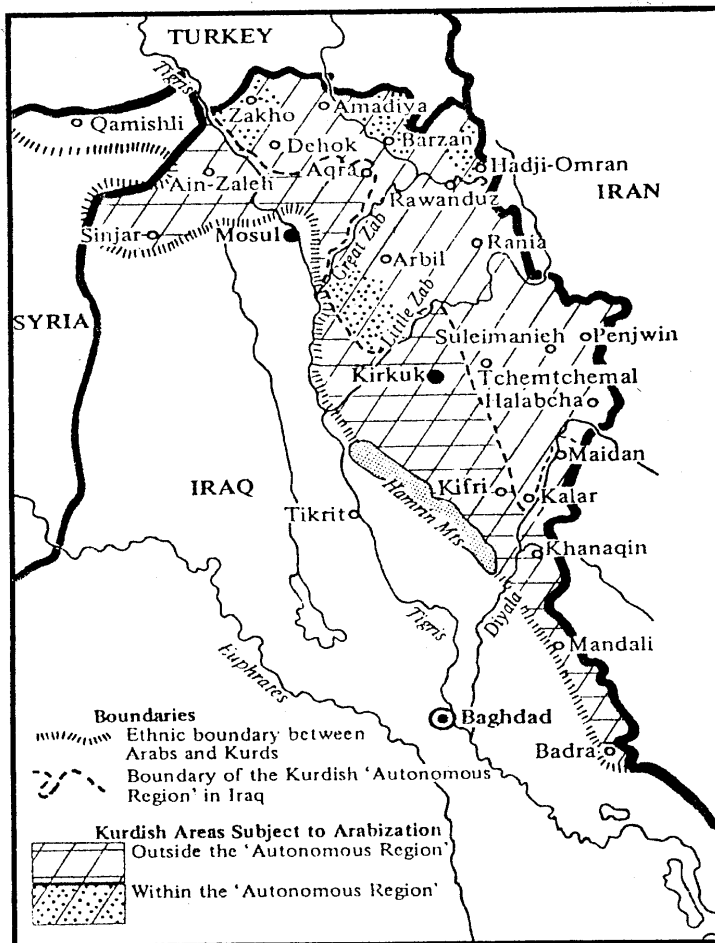 TURKEY
Tigris
Zakho
Amadiya
Qamishli
Dehok
Barzan
Hadji-Omran
Ain-Zaleh
Aqra
Rawanduz
IRAN
Sinjar
Mosul
Great Zab
Arbil
Rania
SYRIA
Little Zab
Suleimanieh
Penjwin
Kirkuk
Tchemtchemal
Halabcha
Maidan
IRAQ
Hamrin Mts
Kifri
Kalar
Tikrit
Khanaqin
Tigris
Diyala
Euphrates
Mandali
Baghdad
Badra
Boundaries
Ethnic boundary between
Arabs and Kurds
Boundary of the Kurdish 'Autonomous
Region' in Iraq
Kurdish Areas Subject to Arabization
Outside the 'Autonomous Region'
Within the 'Autonomous Region'